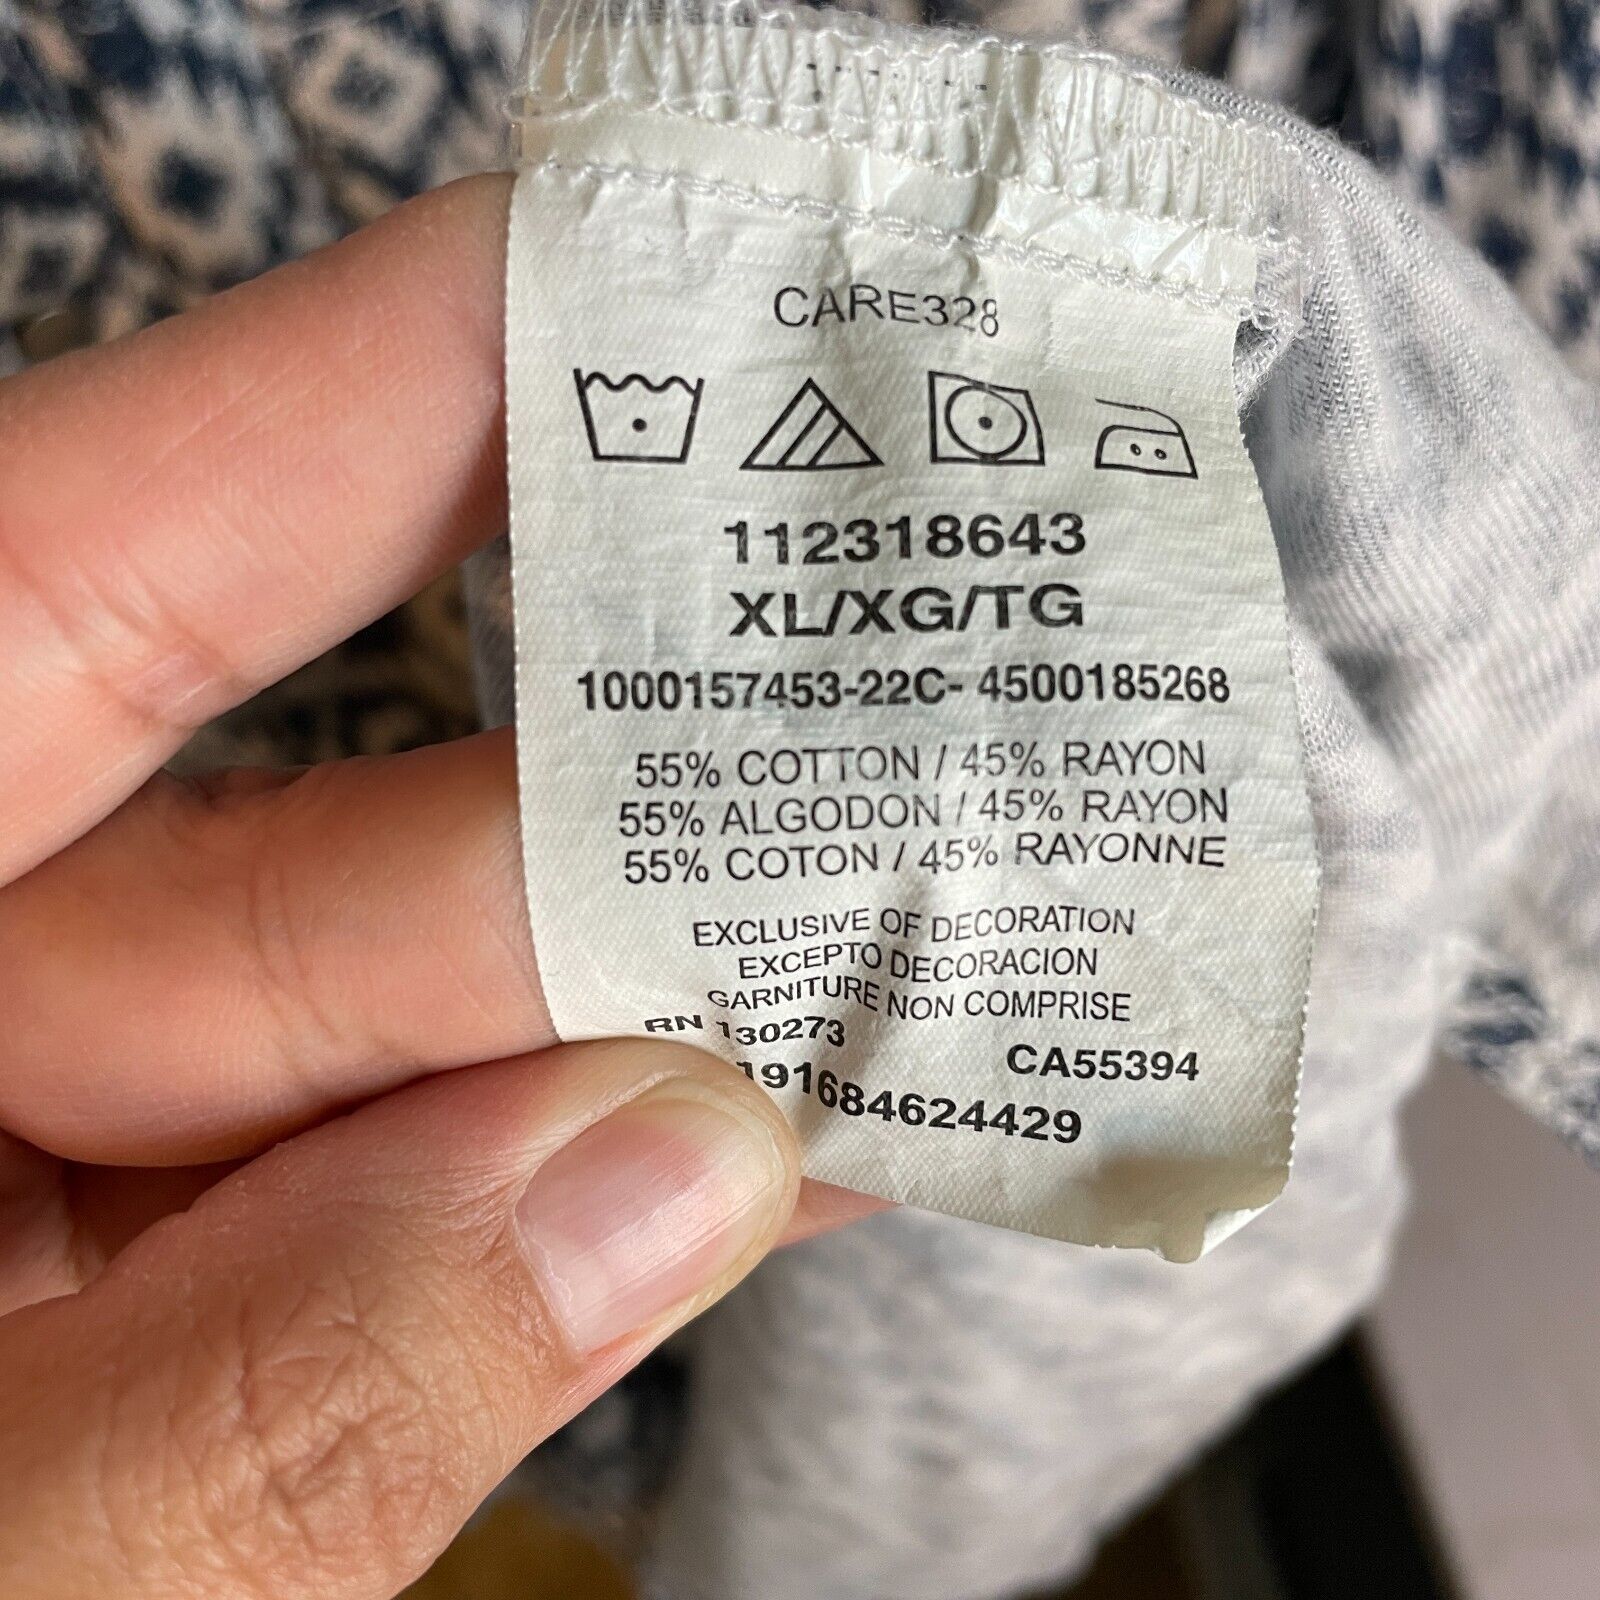 CARE328
112318643
XL/XG/TG
1000157453-22C- 4500185268
55% COTTON / 45% RAYON
55% ALGODON / 45% RAYON
55% COTON / 45% RAYONNE
EXCLUSIVE OF DECORATION
EXCEPTO DECORACION
GARNITURE NON COMPRISE
RN 130273
CA55394
191684624429